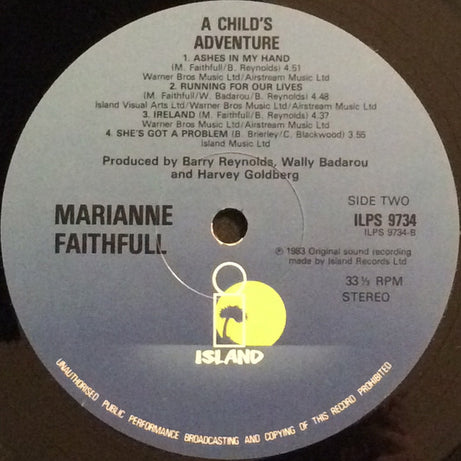 A CHILD'S
ADVENTURE
1. ASHES IN MY HAND
(M. Faithfull/B. Reynolds) 4.51
Warner Bros Music Ltd/Airstream Music Ltd
2. RUNNING FOR OUR LIVES
(M. Faithfull/W. Badarou/B. Reynolds) 4.48
Island Visual Arts Ltd/Warner Bros Music Ltd/Airstream Music Ltd
3. IRELAND (M. Faithfull/B. Reynolds) 4.37
Warner Bros Music Ltd/Airstream Music Ltd
4. SHE'S GOT A PROBLEM (B. Brierley/C. Blackwood) 3.55
Island Music Ltd
Produced by Barry Reynolds, Wally Badarou
and Harvey Goldberg
MARIANNE
FAITHFULL
SIDE TWO
ILPS 9734
ILPS 9734-B
℗ 1983 Original sound recording
made by Island Records Ltd
33⅓ RPM
STEREO
ISLAND
UNAUTHORISED PUBLIC PERFORMANCE BROADCASTING AND COPYING OF THIS RECORD PROHIBITED